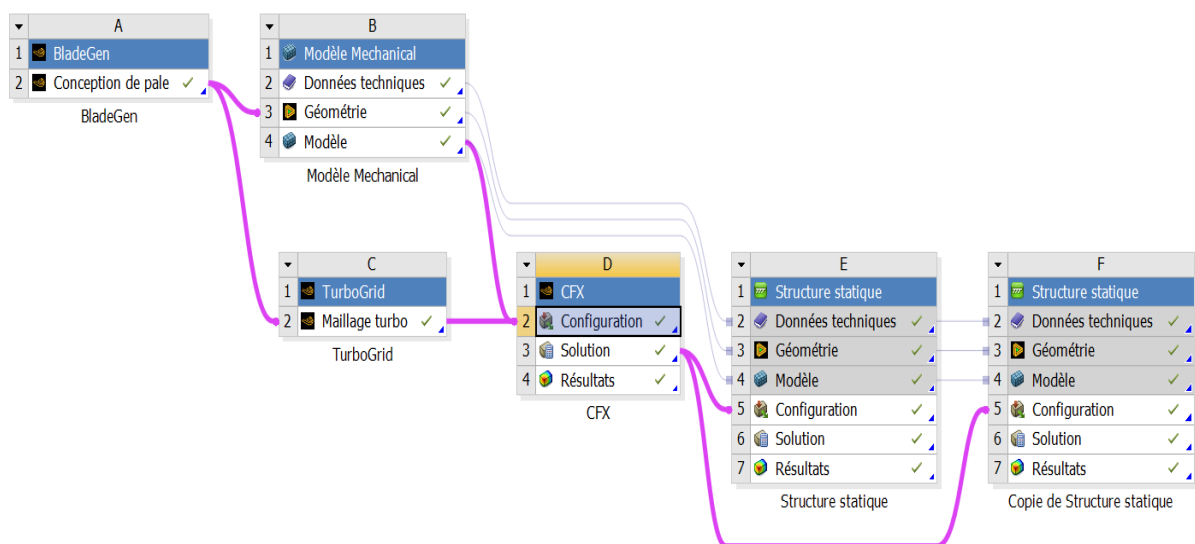 A
1 BladeGen
2 Conception de pale
BladeGen
B
1 Modèle Mechanical
2 Données techniques
3 Géométrie
4 Modèle
Modèle Mechanical
C
1 TurboGrid
2 Maillage turbo
TurboGrid
D
1 CFX
2 Configuration
3 Solution
4 Résultats
CFX
E
1 Structure statique
2 Données techniques
3 Géométrie
4 Modèle
5 Configuration
6 Solution
7 Résultats
Structure statique
F
1 Structure statique
2 Données techniques
3 Géométrie
4 Modèle
5 Configuration
6 Solution
7 Résultats
Copie de Structure statique